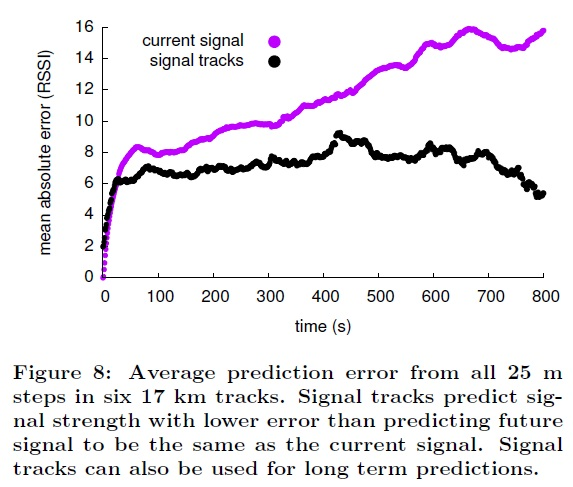 16
14
12
10
8
6
4
2
0
mean absolute error (RSSI)
current signal
signal tracks
0 100 200 300 400 500 600 700 800
time (s)
Figure 8: Average prediction error from all 25 m
steps in six 17 km tracks. Signal tracks predict sig-
nal strength with lower error than predicting future
signal to be the same as the current signal. Signal
tracks can also be used for long term predictions.